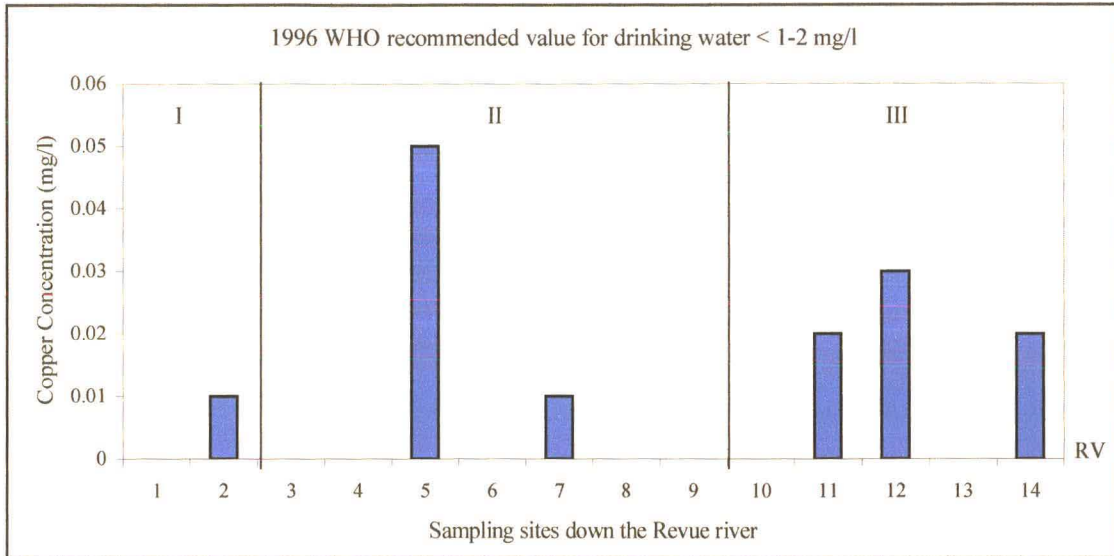 1996 WHO recommended value for drinking water < 1-2 mg/l
0.06
I II III
0.05
0.04
0.03
0.02
0.01
0
Copper Concentration (mg/l)
RV
1 2 3 4 5 6 7 8 9 10 11 12 13 14
Sampling sites down the Revue river